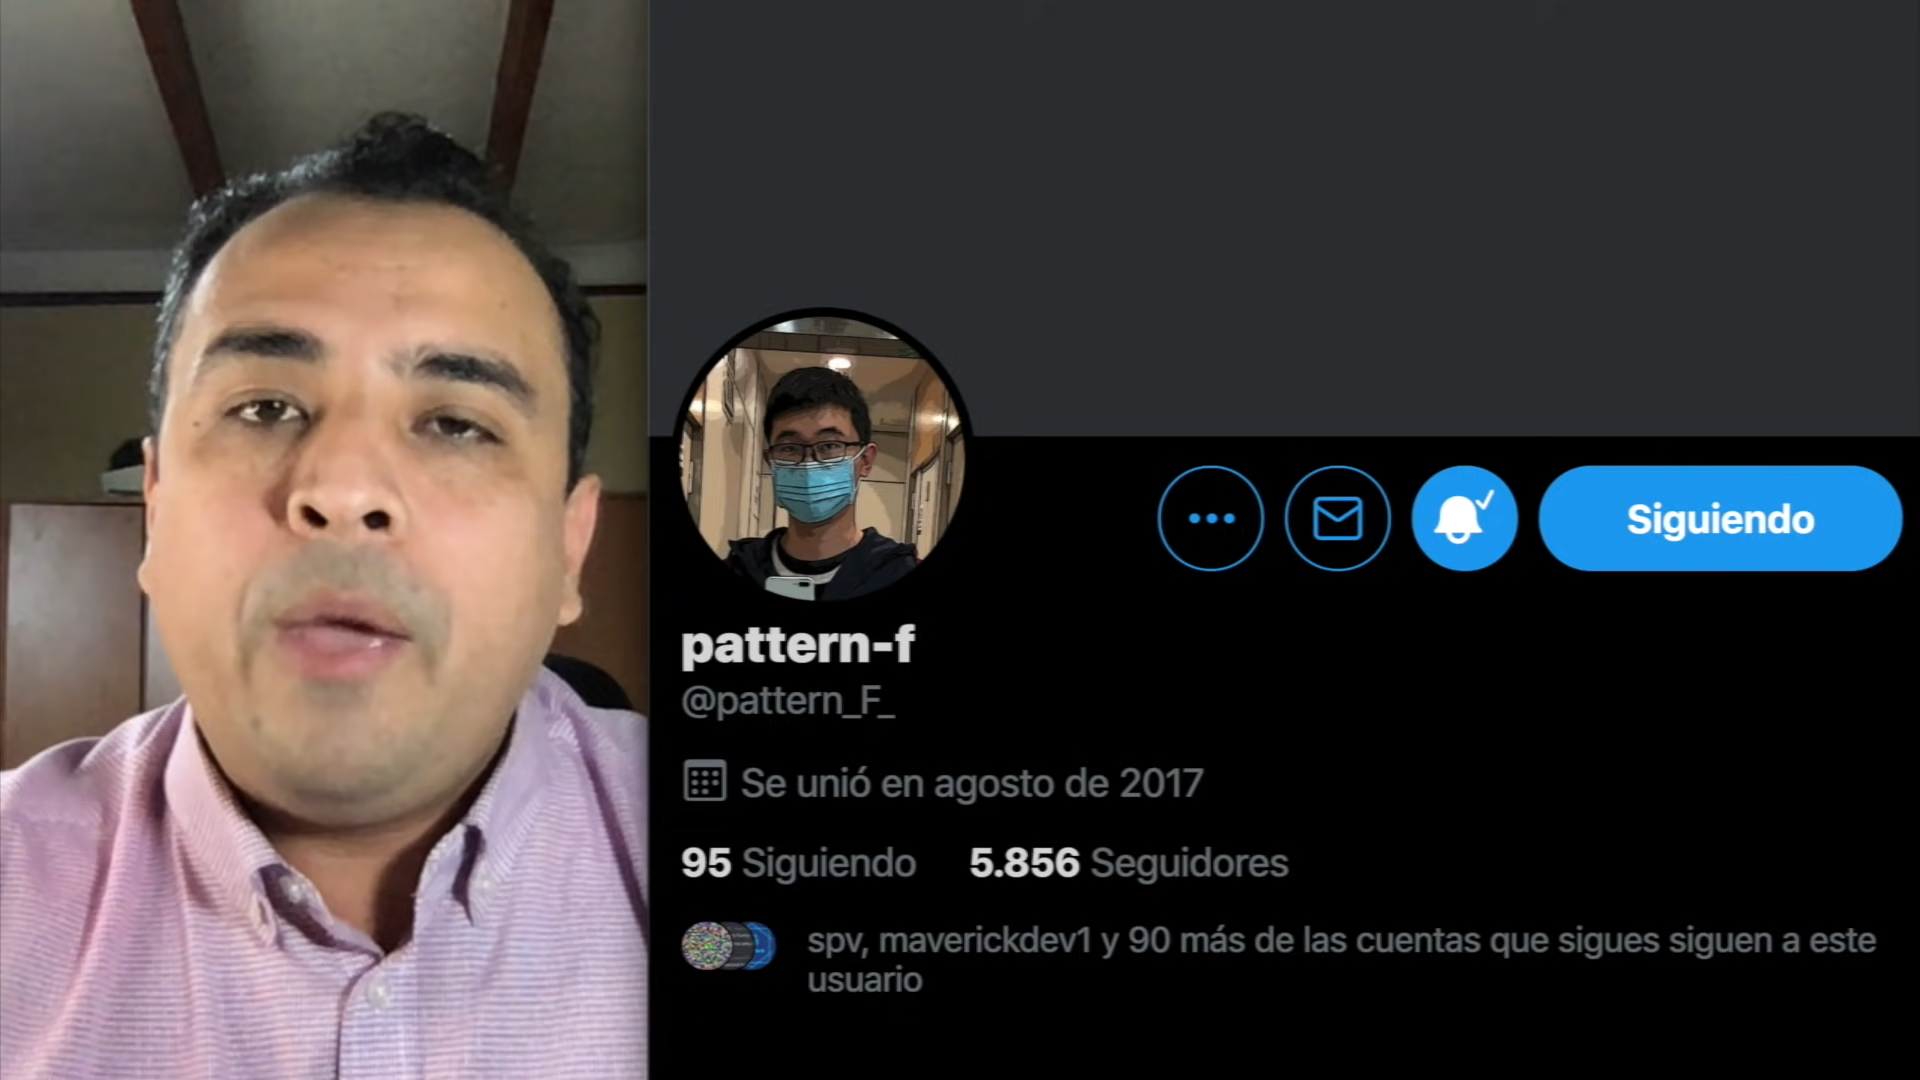 Siguiendo
pattern-f
@pattern_F_
Se unió en agosto de 2017
95 Siguiendo 5.856 Seguidores
spv, maverickdev1 y 90 más de las cuentas que sigues siguen a este
usuario